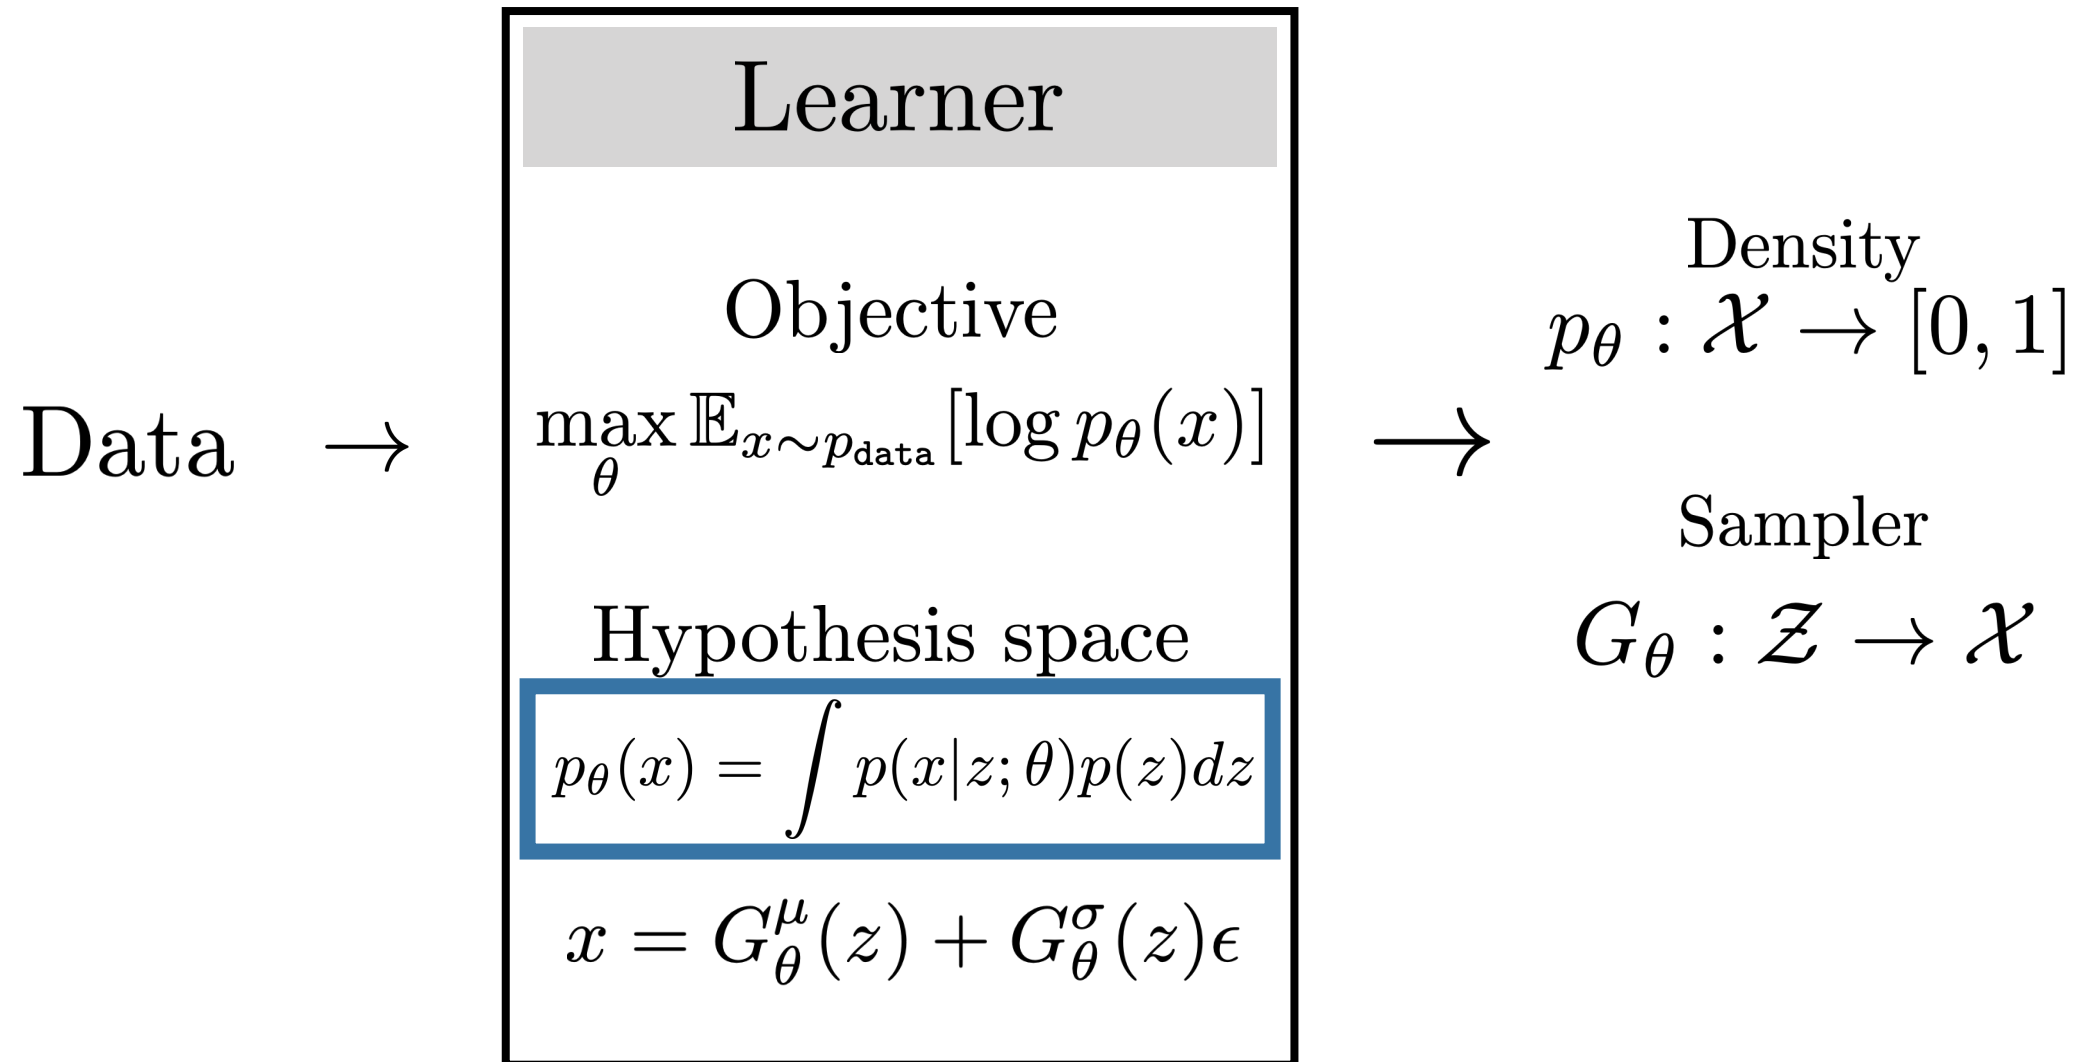 Learner
Data →
Objective
max_θ 𝔼_{x∼p_data}[log p_θ(x)]
Hypothesis space
p_θ(x) = ∫ p(x|z; θ)p(z)dz
x = G_θ^μ(z) + G_θ^σ(z)ϵ
→
Density
p_θ : 𝒳 → [0, 1]
Sampler
G_θ : 𝒵 → 𝒳